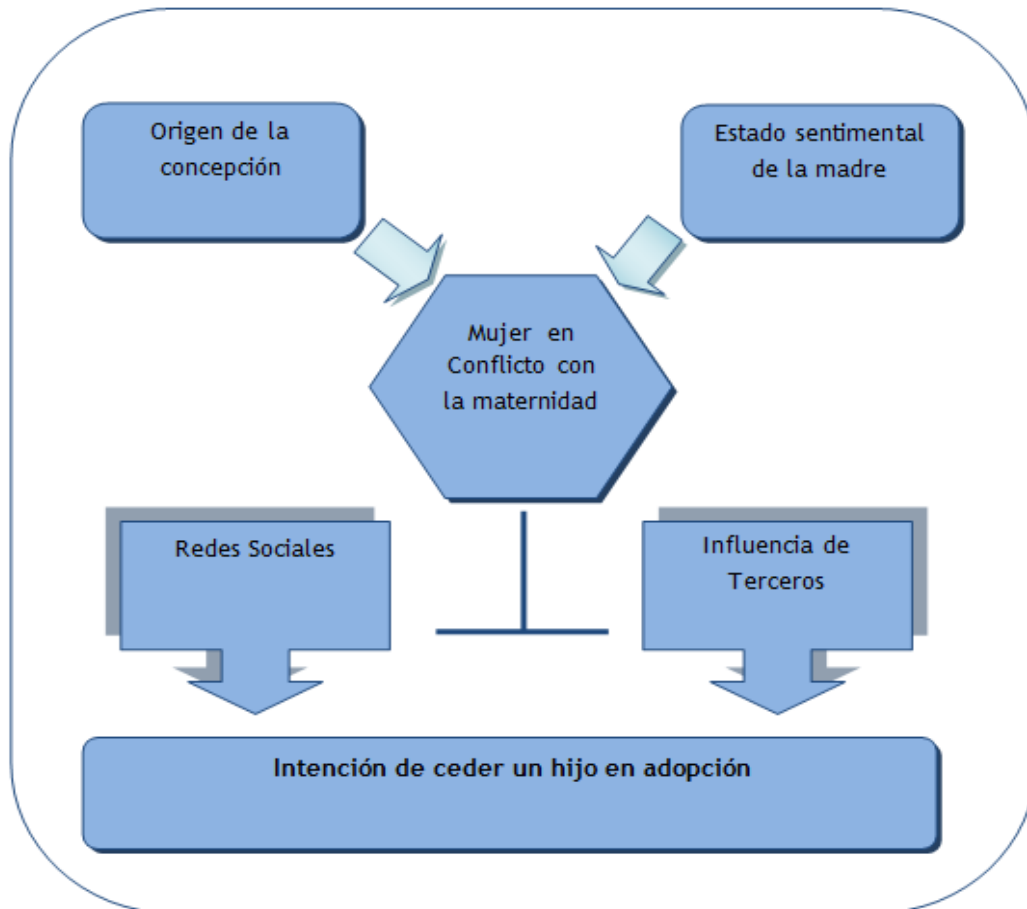 Origen de la
concepción
Estado sentimental
de la madre
Mujer en
Conflicto con
la maternidad
Redes Sociales
Influencia de
Terceros
Intención de ceder un hijo en adopción